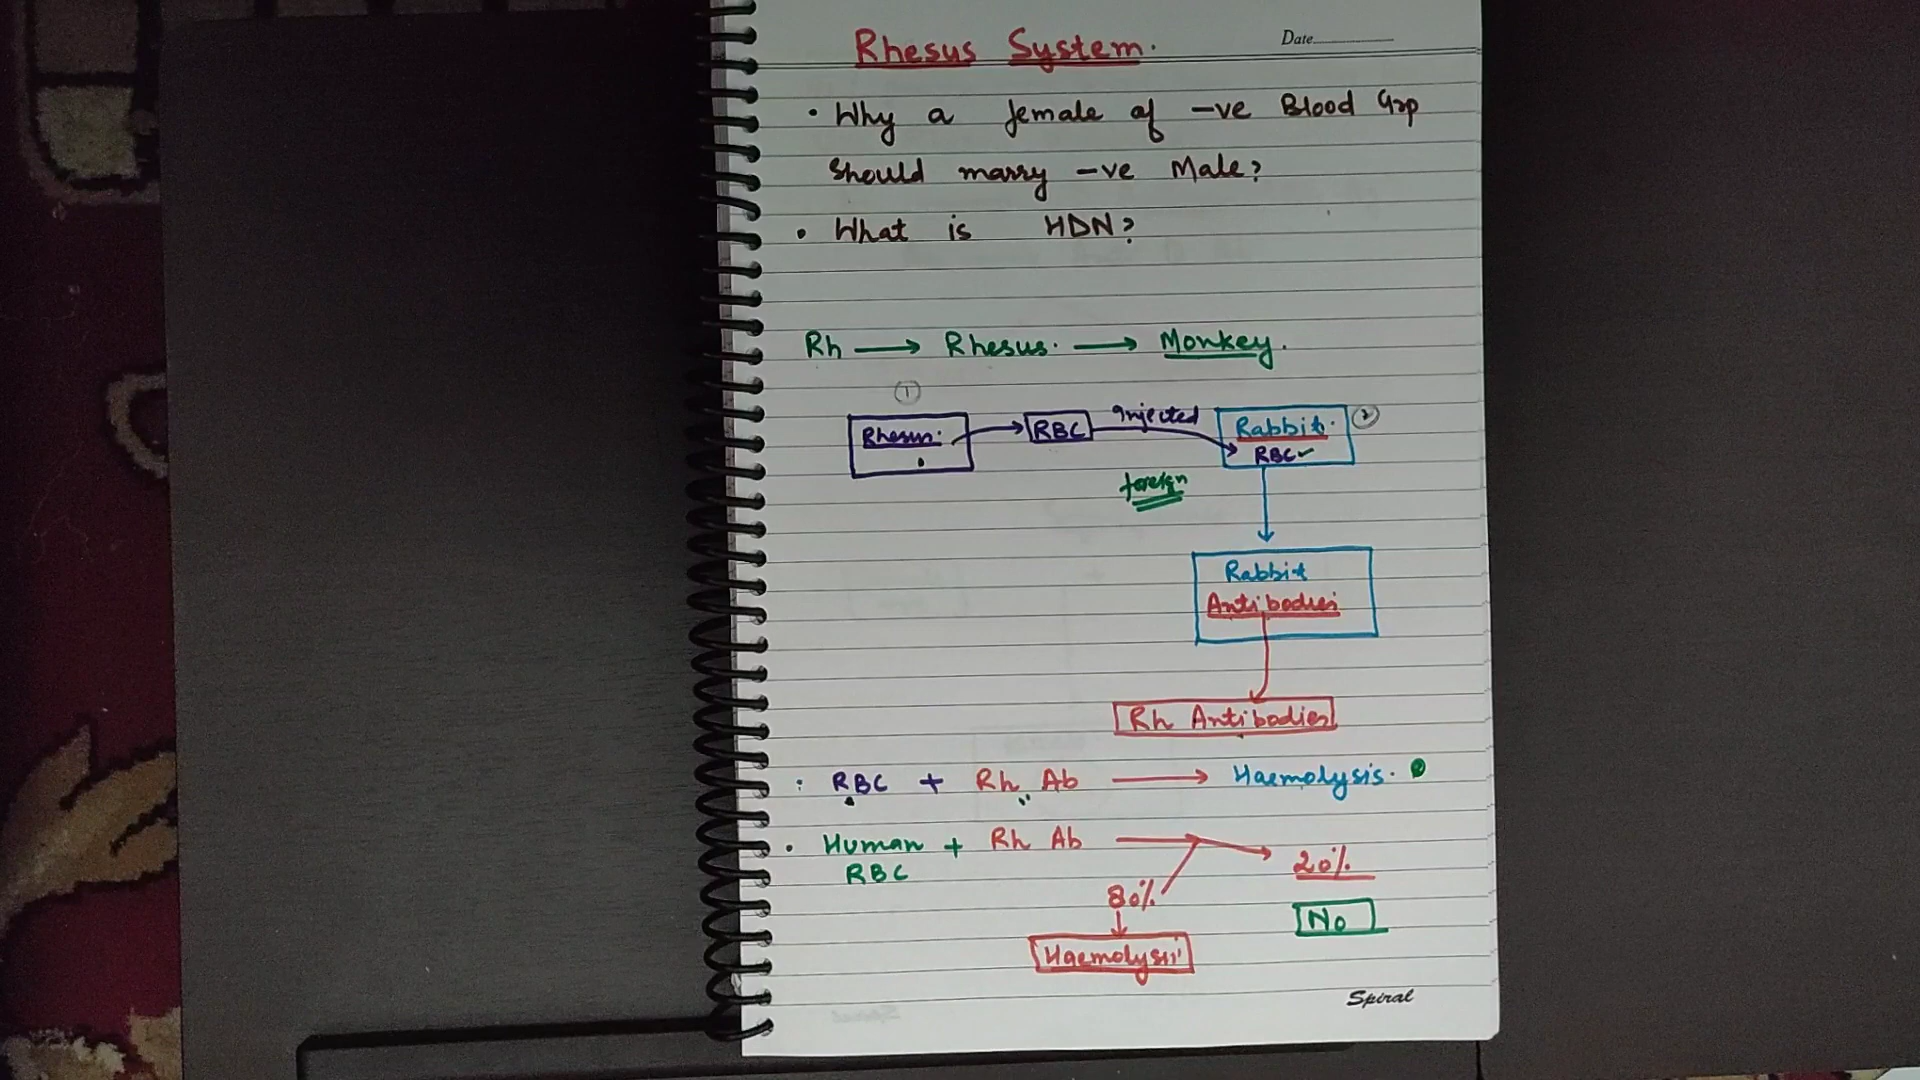 Rhesus System.
Date
• Why a female of -ve Blood Grp
should marry -ve Male?
• What is HDN?
Rh → Rhesus. → Monkey.
①
Rhesus. → RBC injected → Rabbit. ②
RBC ✓
foreign
Rabbit
Antibodies
Rh Antibodies
: RBC + Rh Ab → Haemolysis.
• Human + Rh Ab → 20%
RBC
80%
No
Haemolysis
Spiral